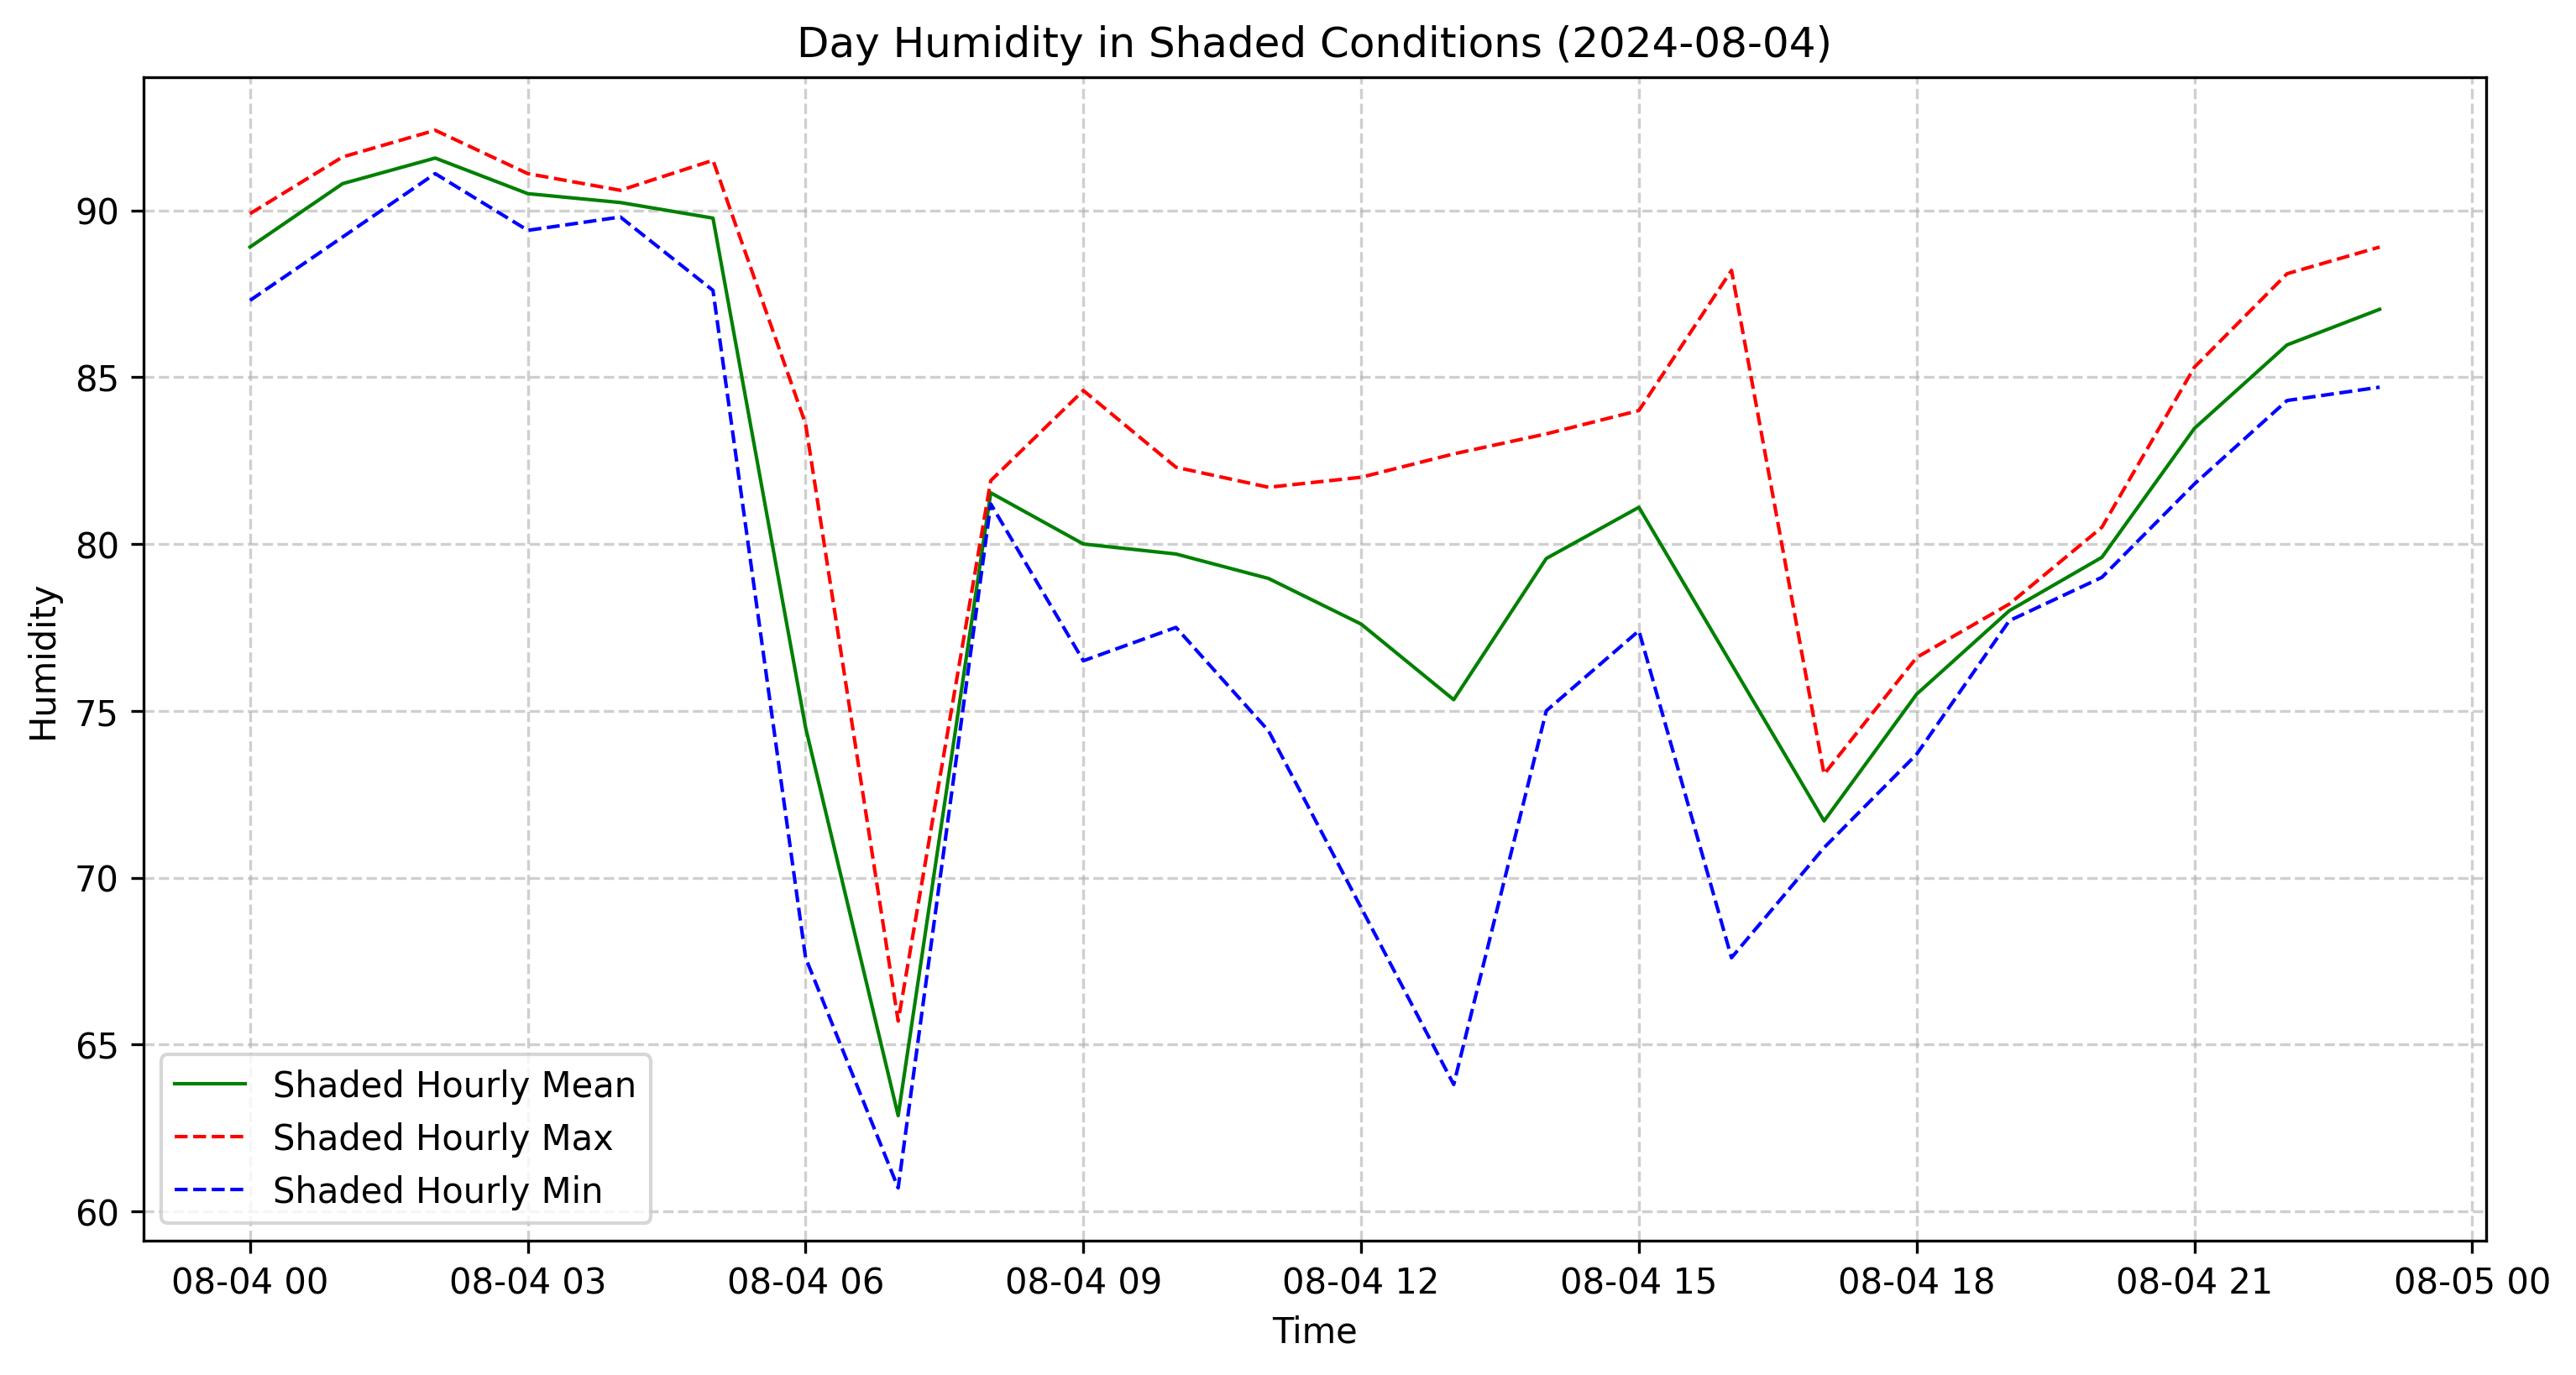 Day Humidity in Shaded Conditions (2024-08-04)
Humidity
90
85
80
75
70
65
60
Shaded Hourly Mean
Shaded Hourly Max
Shaded Hourly Min
08-04 00 08-04 03 08-04 06 08-04 09 08-04 12 08-04 15 08-04 18 08-04 21 08-05 00
Time